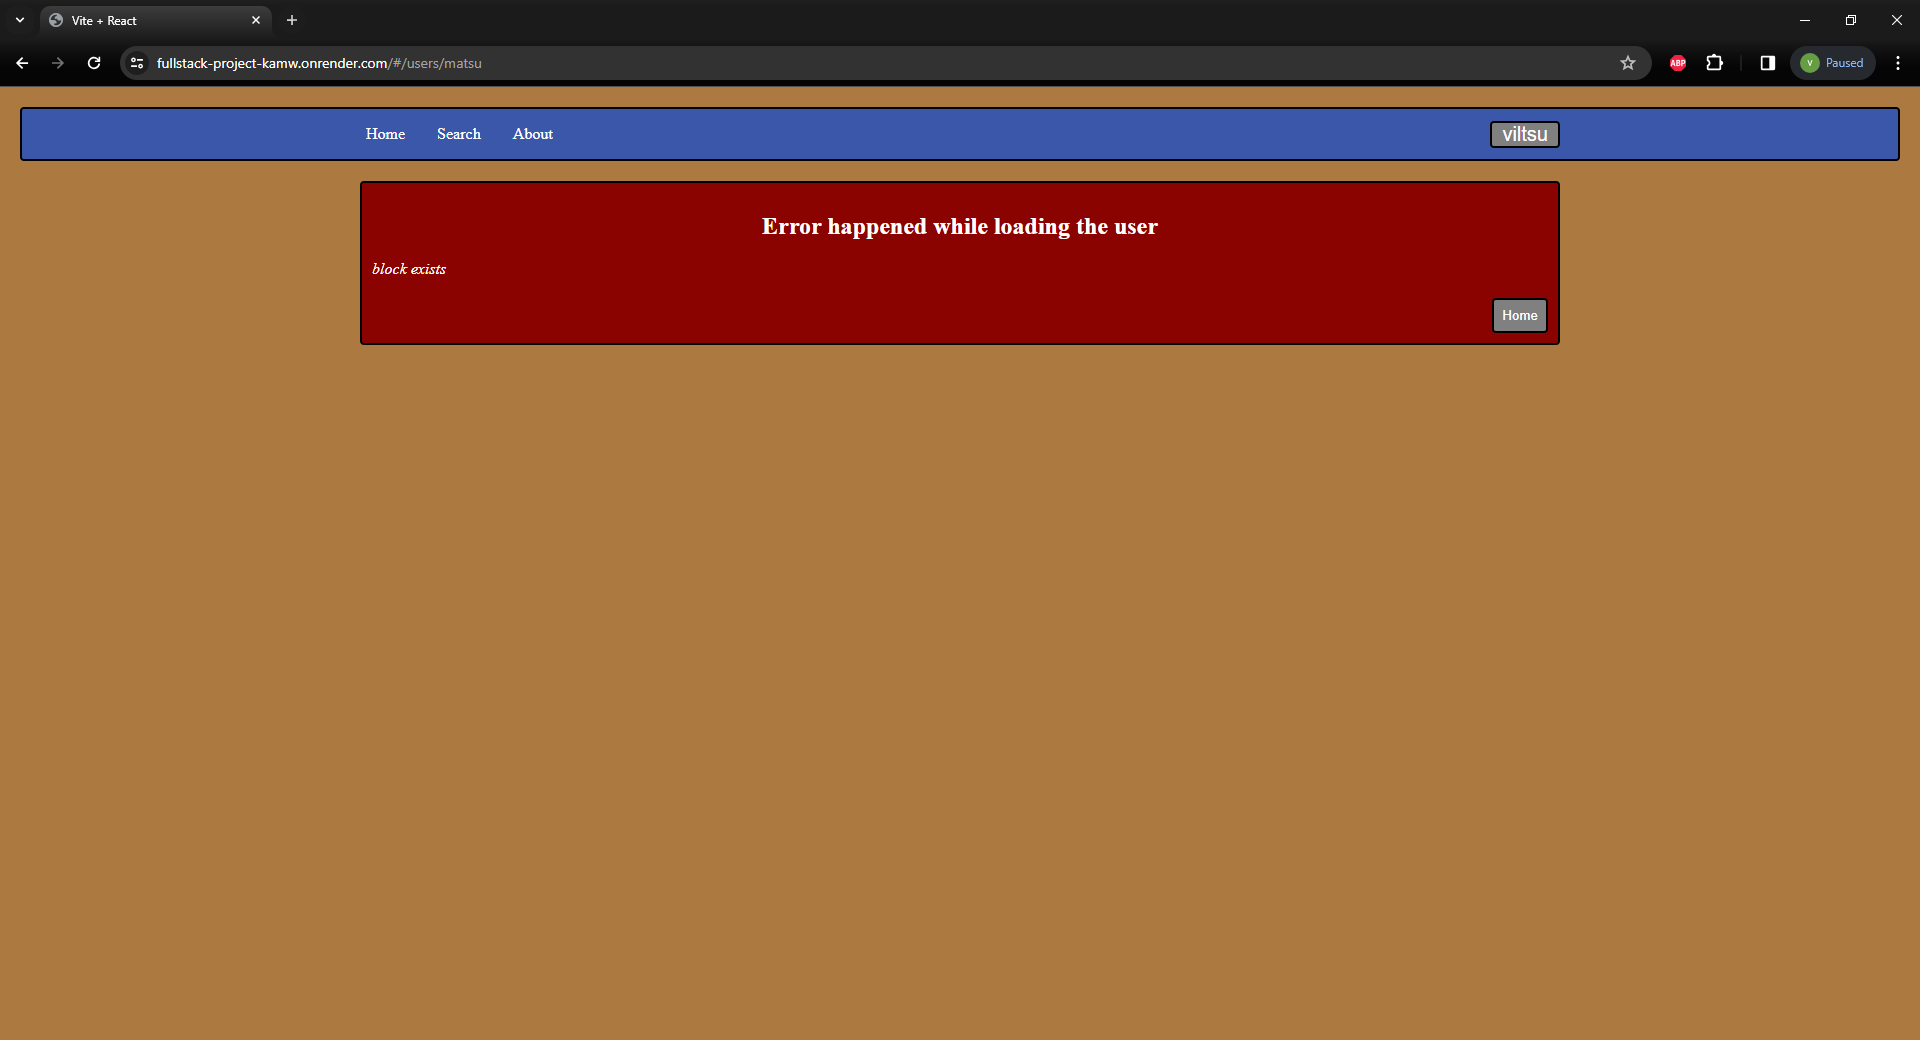 Vite + React
fullstack-project-kamw.onrender.com/#/users/matsu
ABP
V
Paused
Home
Search
About
viltsu
Error happened while loading the user
block exists
Home